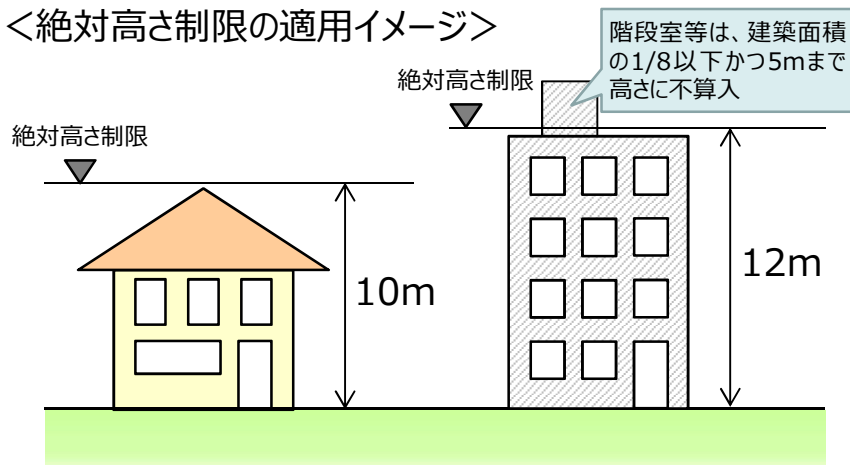 ＜絶対高さ制限の適用イメージ＞
階段室等は、建築面積
の1/8以下かつ5mまで
高さに不算入
絶対高さ制限
絶対高さ制限
10m
12m